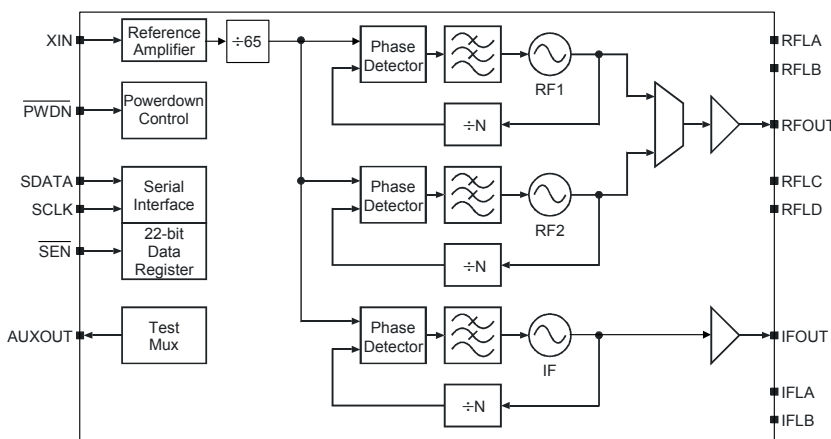 XIN
Reference
Amplifier
÷65
Phase
Detector
RF1
÷N
RFLA
RFLB
PWDN
Powerdown
Control
RFOUT
SDATA
SCLK
SEN
Serial
Interface
22-bit
Data
Register
Phase
Detector
RF2
÷N
RFLC
RFLD
AUXOUT
Test
Mux
Phase
Detector
IF
÷N
IFOUT
IFLA
IFLB